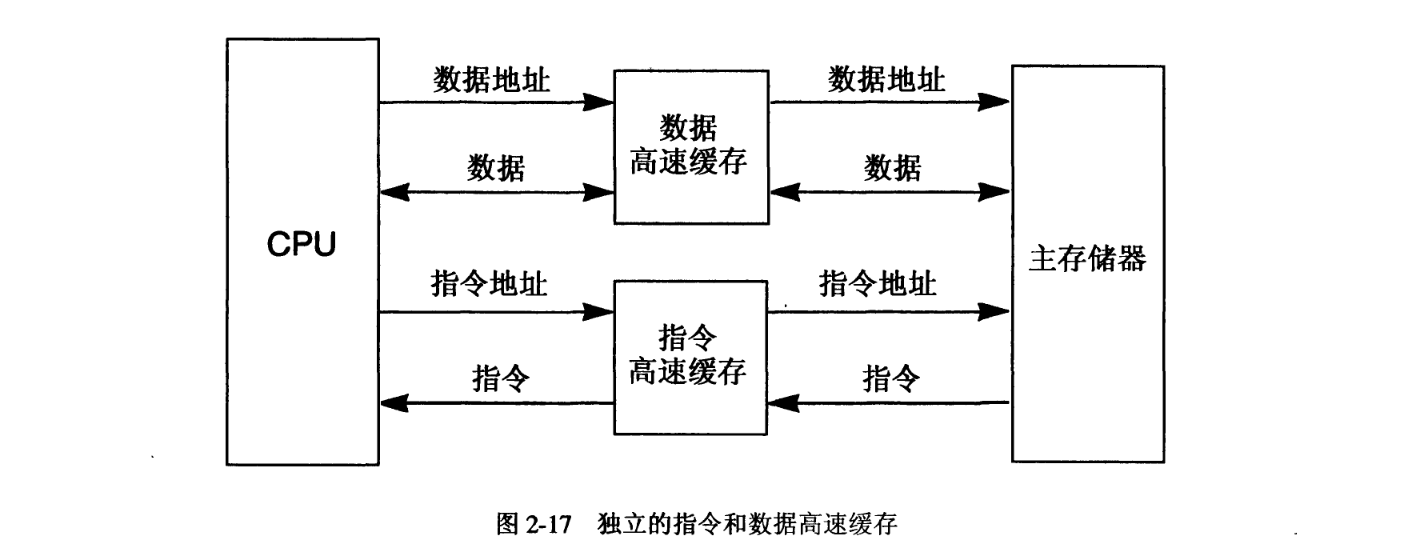 数据地址
数据地址
数据
高速缓存
数据
数据
CPU
主存储器
指令地址
指令地址
指令
高速缓存
指令
指令
图 2-17 独立的指令和数据高速缓存